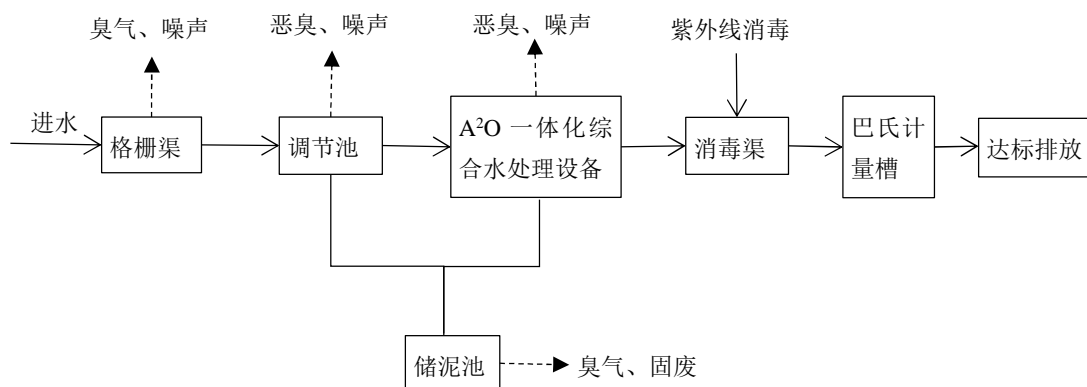 臭气、噪声
恶臭、噪声
恶臭、噪声
紫外线消毒
进水
格栅渠
调节池
A²O 一体化综
合水处理设备
消毒渠
巴氏计
量槽
达标排放
储泥池
臭气、固废